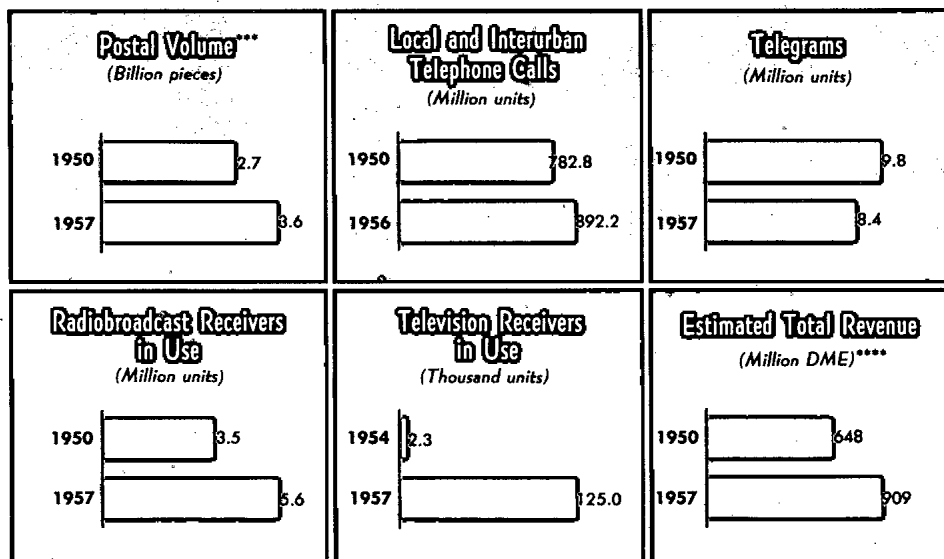 Postal Volume***
(Billion pieces)
1950 2.7
1957 3.6
Local and Interurban
Telephone Calls
(Million units)
1950 782.8
1956 892.2
Telegrams
(Million units)
1950 9.8
1957 8.4
Radiobroadcast Receivers
in Use
(Million units)
1950 3.5
1957 5.6
Television Receivers
in Use
(Thousand units)
1954 2.3
1957 125.0
Estimated Total Revenue
(Million DME)****
1950 648
1957 909